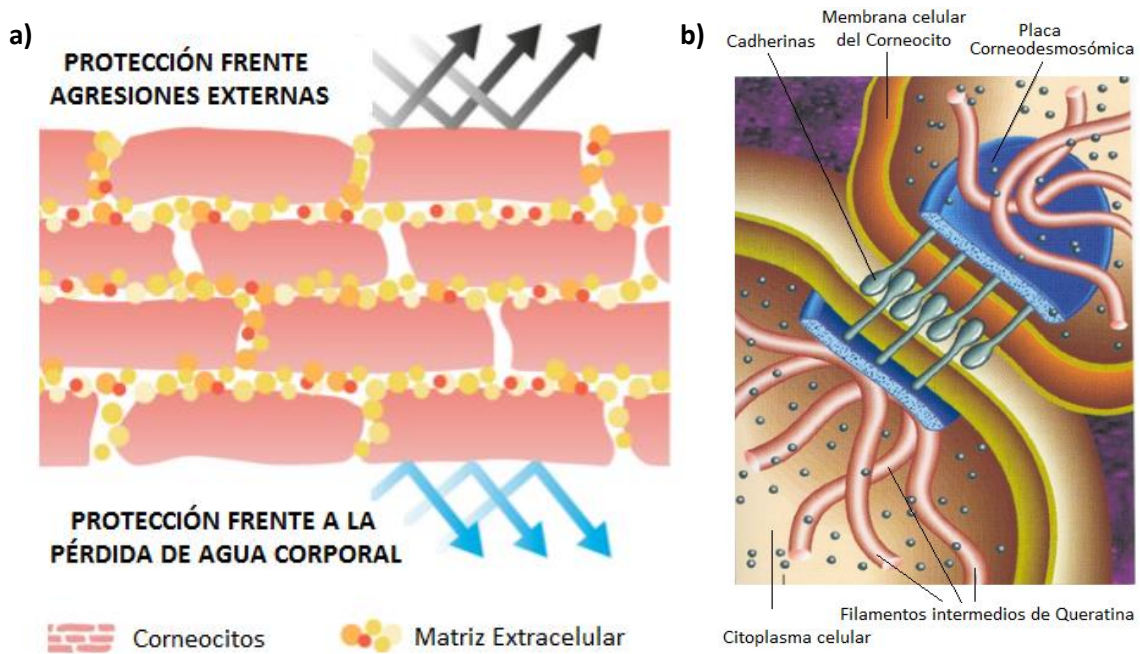 a)
PROTECCIÓN FRENTE
AGRESIONES EXTERNAS
PROTECCIÓN FRENTE A LA
PÉRDIDA DE AGUA CORPORAL
Corneocitos
Matriz Extracelular
b)
Cadherinas
Membrana celular
del Corneocito
Placa
Corneodesmosómica
Filamentos intermedios de Queratina
Citoplasma celular